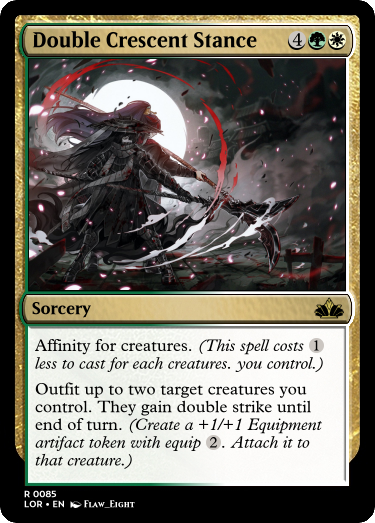 Double Crescent Stance 4
Sorcery
Affinity for creatures. (This spell costs 1
less to cast for each creatures. you control.)
Outfit up to two target creatures you
control. They gain double strike until
end of turn. (Create a +1/+1 Equipment
artifact token with equip 2. Attach it to
that creature.)
R 0085
LOR • EN Flaw_Eight